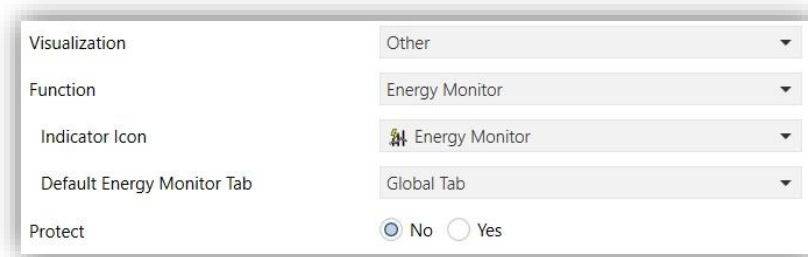 Visualization Other
Function Energy Monitor
Indicator Icon Energy Monitor
Default Energy Monitor Tab Global Tab
Protect No Yes